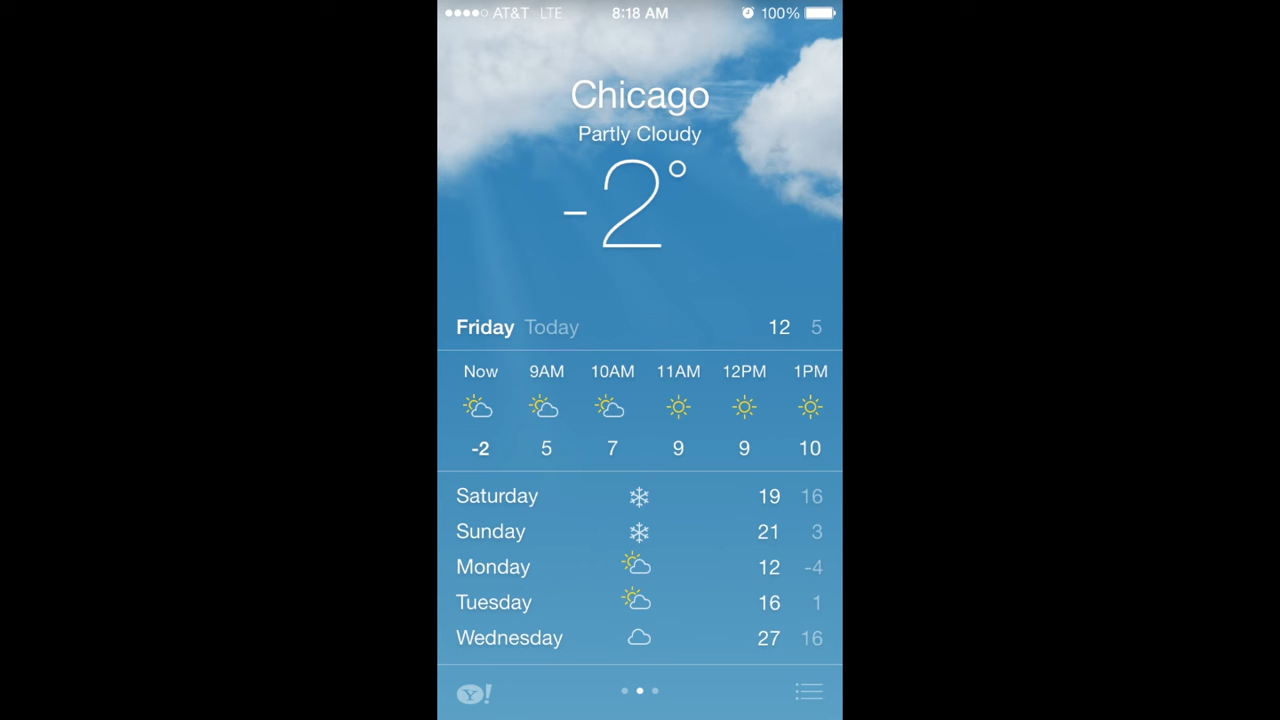 AT&T LTE 8:18 AM 100%
Chicago
Partly Cloudy
-2°
Friday Today 12 5
Now 9AM 10AM 11AM 12PM 1PM
-2 5 7 9 9 10
Saturday 19 16
Sunday 21 3
Monday 12 -4
Tuesday 16 1
Wednesday 27 16
Y!